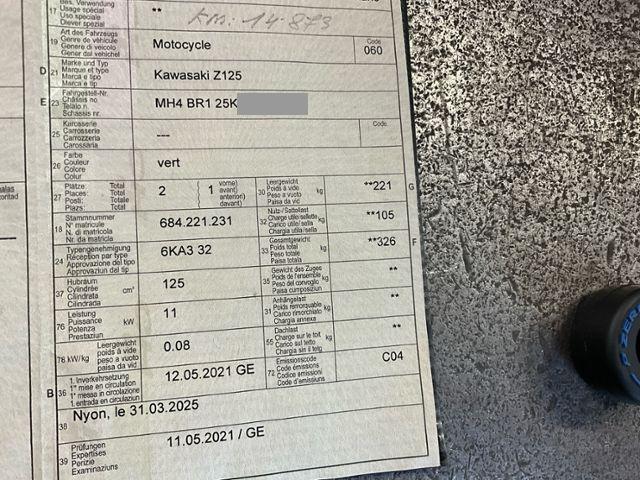 Bes. Verwendung
17 Usage spécial
Uso speciale
Diever spezial
**
Km: 14.873
19 Art des Fahrzeugs
Genre de véhicule
Genere di veicolo
Gener dal vehichel
Motocycle
Code
060
D 21 Marke und Typ
Marque et type
Marca e tipo
Marca e tip
Kawasaki Z125
E 23 Fahrgestell-Nr.
Châssis no
Telaio n.
Schassis nr.
MH4 BR1 25K
25 Karosserie
Carrosserie
Carrozzeria
Carossaria
---
Code
26 Farbe
Couleur
Colore
Colur
vert
27 Plätze: Total
Places: Total
Posti: Totale
Plazs: Total
2
1
vorne)
avant)
anteriori)
davant)
30 Leergewicht
Poids à vide
Peso a vuoto
Paisa da vid
kg
**221
G
18 Stammnummer
N° matricule
N. di matricola
Nr. da matricla
684.221.231
32 Nutz-/Sattellast
Charge utile/sellette
Carico utile/sella
Chargia utila/sella
kg
**105
24 Typengenehmigung
Réception par type
Approvazione del tipo
Approvaziun dal tip
6KA3 32
33 Gesamtgewicht
Poids total
Peso totale
Paisa totala
kg
**326
F
37 Hubraum
Cylindrée
Cilindrata
Cilindrada
cm³
125
35 Gewicht des Zuges
Poids de l'ensemble
Peso del convoglio
Paisa cumposiziun
kg
**
76 Leistung
Puissance
Potenza
Prestaziun
kW
11
31 Anhängelast
Poids remorquable
Carico rimorchiato
Chargia annexa
kg
**
78 kW/kg
Leergewicht
poids à vide
peso a vuoto
paisa da vid
0.08
55 Dachlast
Charge sur le toit
Carico sul tetto
Chargia sin il tetg
kg
**
B 36 1. Inverkehrsetzung
1re mise en circulation
1a messa in circolazione
1. entrada en circulaziun
12.05.2021 GE
72 Emissionscode
Code émissions
Codice emissioni
Code d'emissiuns
C04
38
Nyon, le 31.03.2025
39 Prüfungen
Expertises
Perizie
Examinaziuns
11.05.2021 / GE